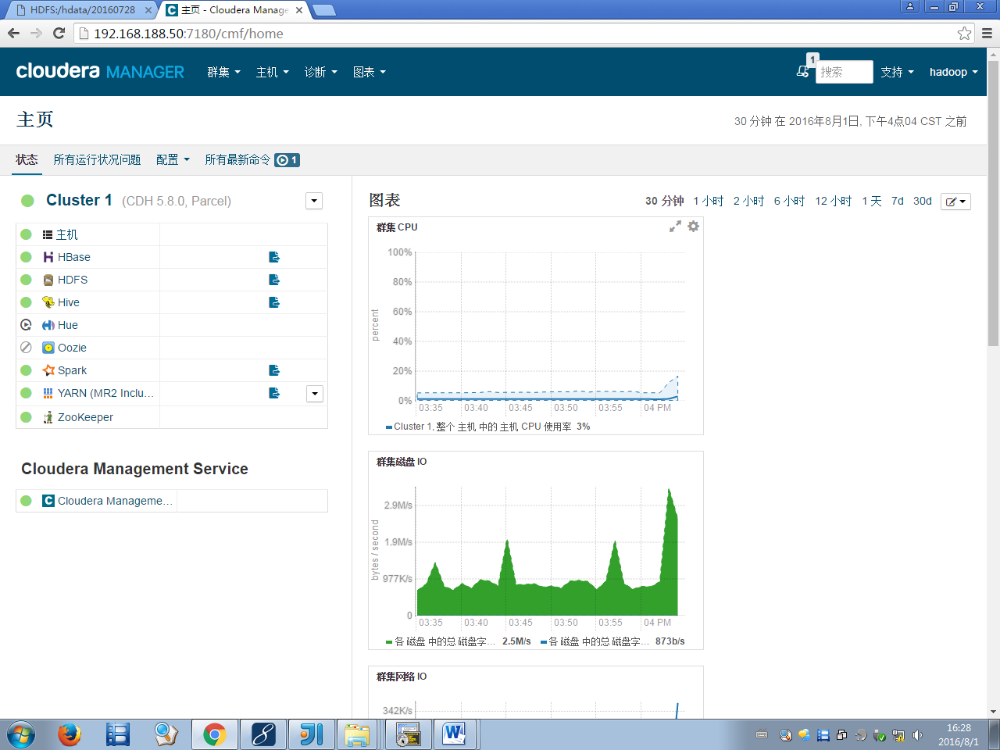 HDFS:/hdata/20160728
主页 - Cloudera Manage
192.168.188.50:7180/cmf/home
cloudera MANAGER
群集
主机
诊断
图表
1
搜索
支持
hadoop
主页
30 分钟 在 2016年8月1日, 下午4点04 CST 之前
状态
所有运行状况问题
配置
所有最新命令
1
Cluster 1 (CDH 5.8.0, Parcel)
主机
HBase
HDFS
Hive
Hue
Oozie
Spark
YARN (MR2 Inclu...
ZooKeeper
Cloudera Management Service
Cloudera Manageme...
图表
30 分钟
1 小时
2 小时
6 小时
12 小时
1 天
7d
30d
群集 CPU
percent
100%
80%
60%
40%
20%
0%
03:35
03:40
03:45
03:50
03:55
04 PM
Cluster 1, 整个 主机 中的 主机 CPU 使用率 3%
群集磁盘 IO
bytes / second
2.9M/s
1.9M/s
977K/s
0
03:35
03:40
03:45
03:50
03:55
04 PM
各 磁盘 中的总 磁盘字... 2.5M/s
各 磁盘 中的总 磁盘字... 873b/s
群集网络 IO
342K/s
16:28
2016/8/1